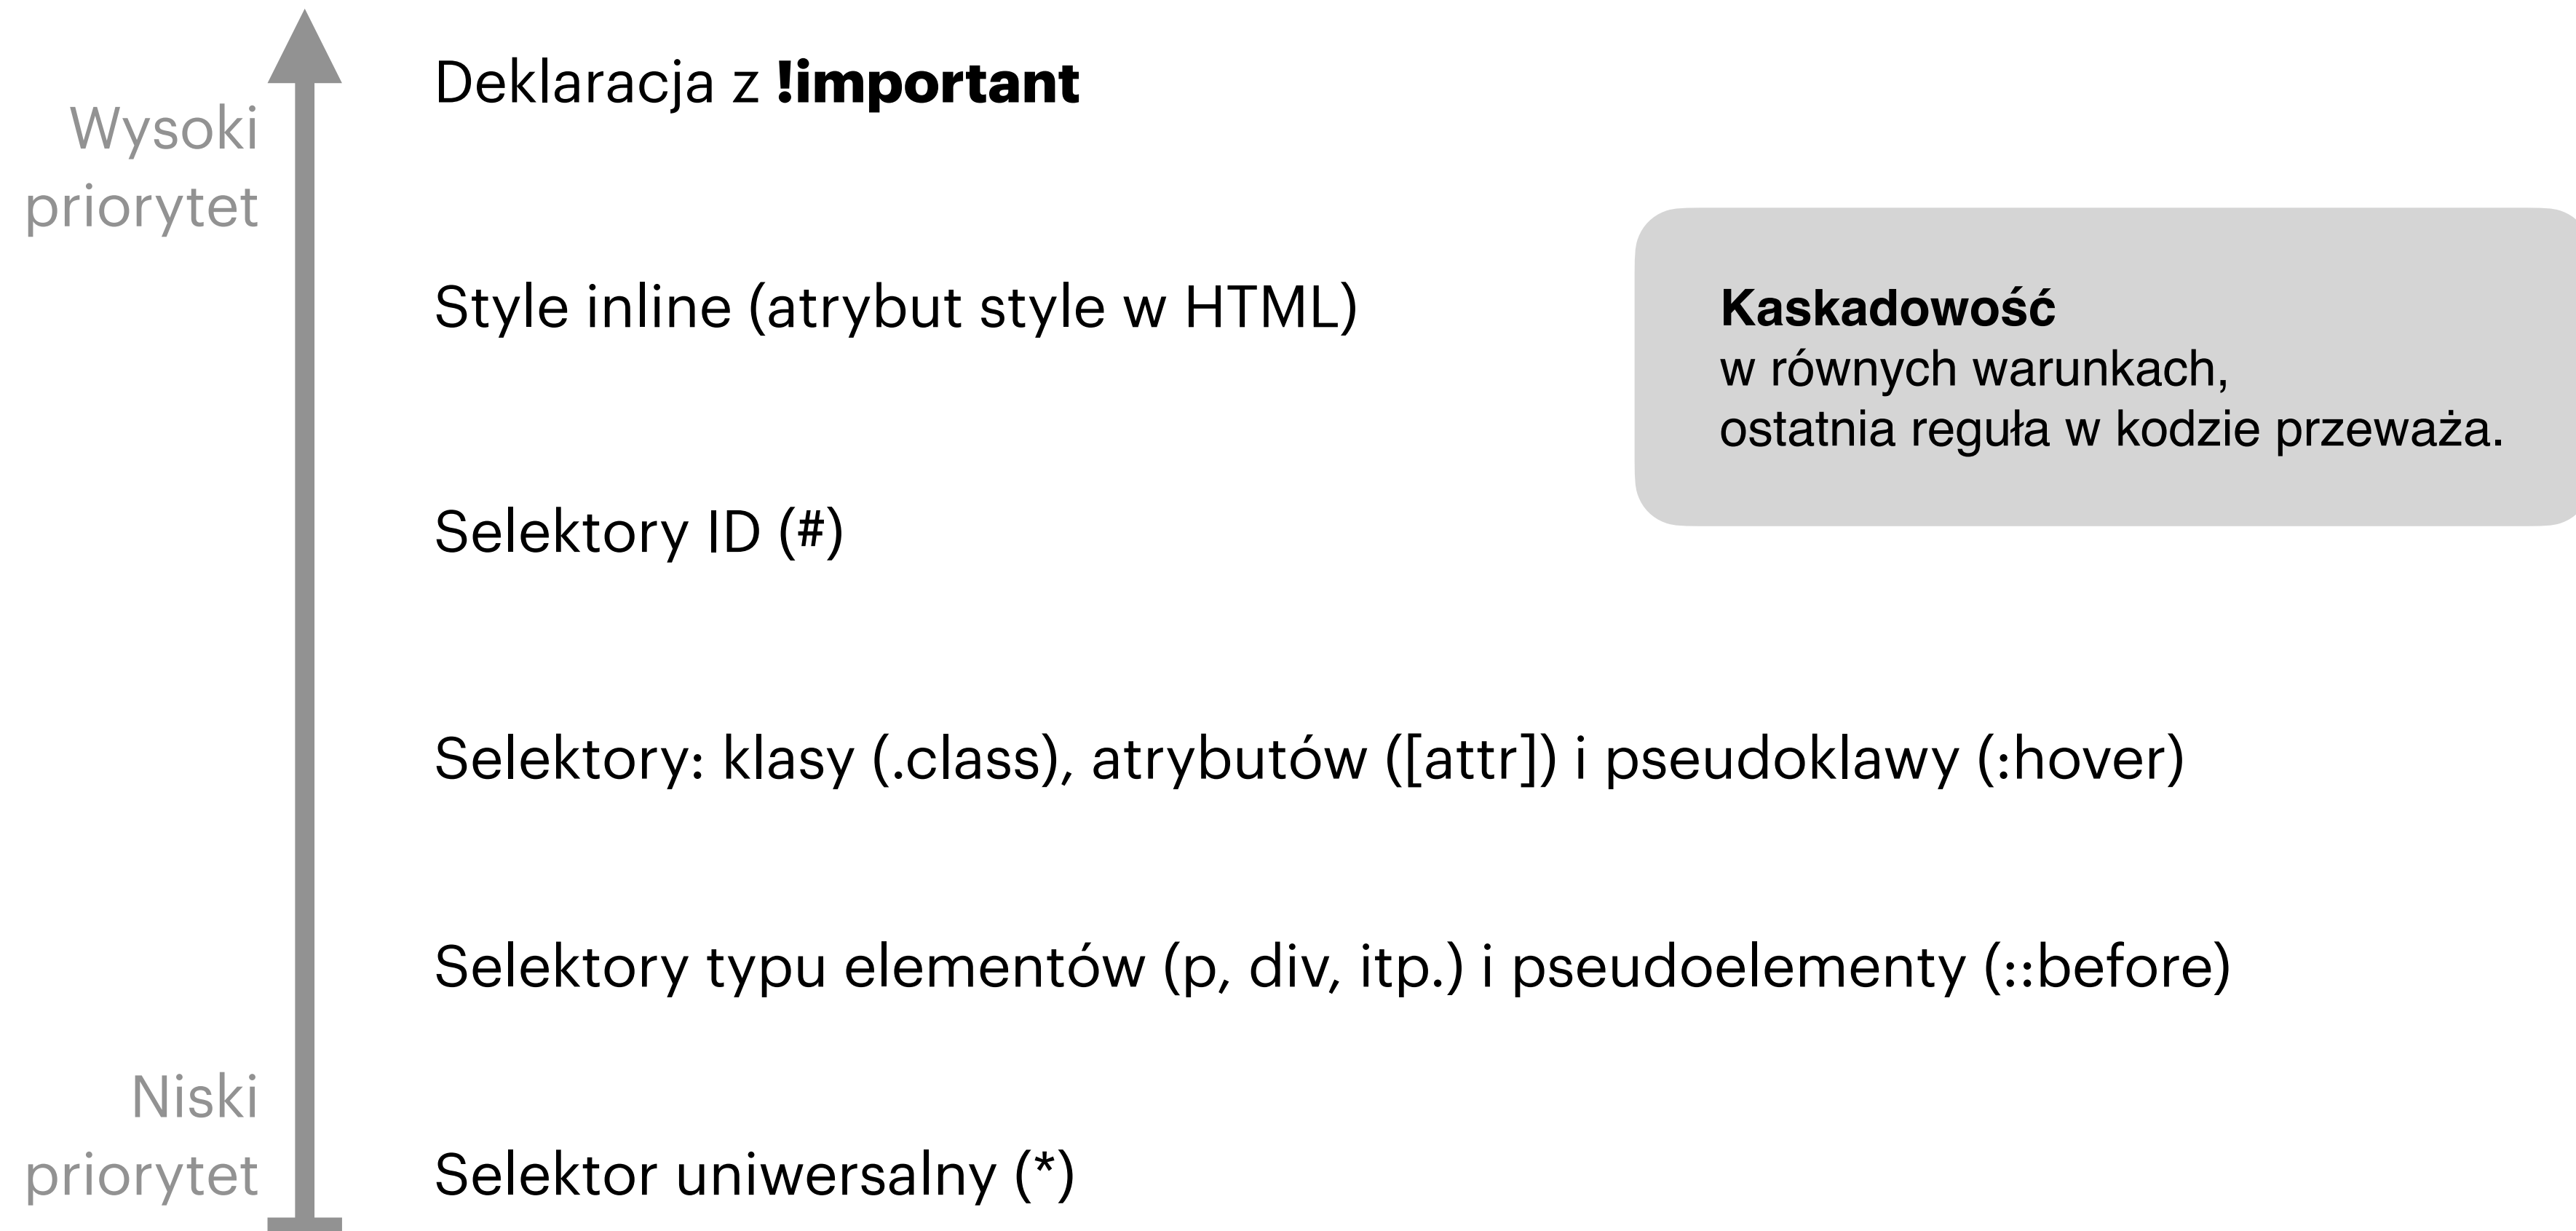 Deklaracja z !important
Wysoki
priorytet
Style inline (atrybut style w HTML)
Kaskadowość
w równych warunkach,
ostatnia reguła w kodzie przeważa.
Selektory ID (#)
Selektory: klasy (.class), atrybutów ([attr]) i pseudoklawy (:hover)
Selektory typu elementów (p, div, itp.) i pseudoelementy (::before)
Niski
priorytet
Selektor uniwersalny (*)